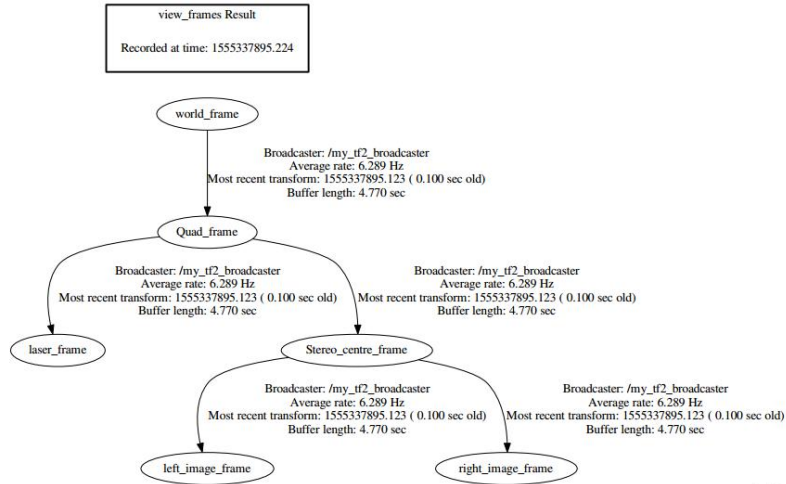 view_frames Result
Recorded at time: 1555337895.224
world_frame
Broadcaster: /my_tf2_broadcaster
Average rate: 6.289 Hz
Most recent transform: 1555337895.123 ( 0.100 sec old)
Buffer length: 4.770 sec
Quad_frame
Broadcaster: /my_tf2_broadcaster
Average rate: 6.289 Hz
Most recent transform: 1555337895.123 ( 0.100 sec old)
Buffer length: 4.770 sec
Broadcaster: /my_tf2_broadcaster
Average rate: 6.289 Hz
Most recent transform: 1555337895.123 ( 0.100 sec old)
Buffer length: 4.770 sec
laser_frame
Stereo_centre_frame
Broadcaster: /my_tf2_broadcaster
Average rate: 6.289 Hz
Most recent transform: 1555337895.123 ( 0.100 sec old)
Buffer length: 4.770 sec
Broadcaster: /my_tf2_broadcaster
Average rate: 6.289 Hz
Most recent transform: 1555337895.123 ( 0.100 sec old)
Buffer length: 4.770 sec
left_image_frame
right_image_frame